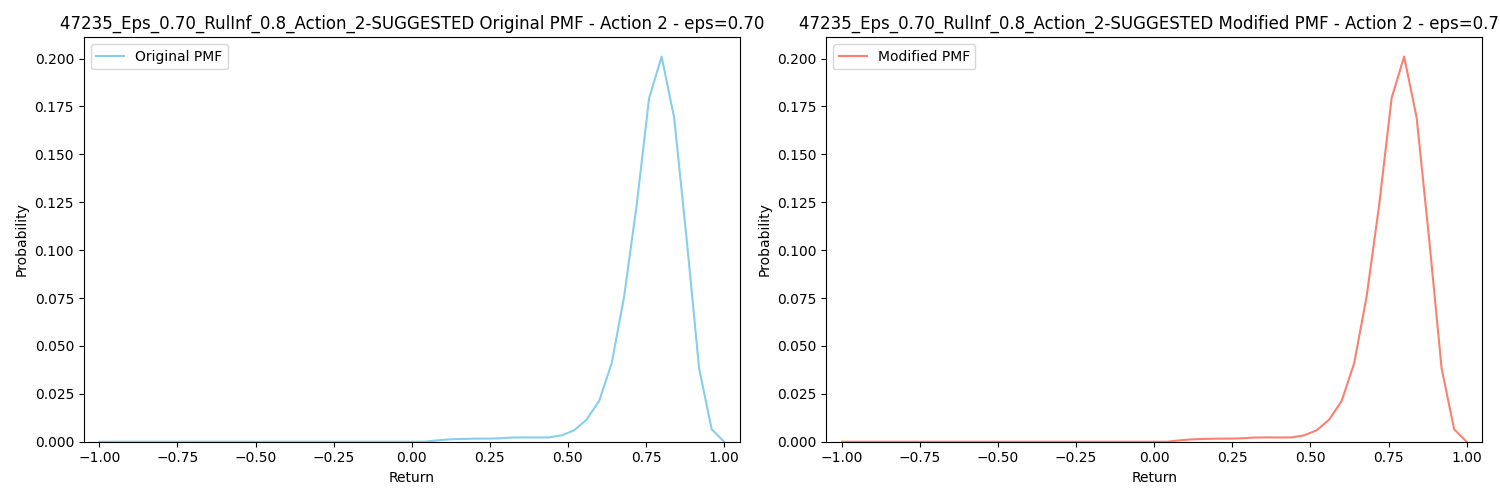 47235_Eps_0.70_RulInf_0.8_Action_2-SUGGESTED Original PMF - Action 2 - eps=0.70
Original PMF
0.200
0.175
0.150
0.125
0.100
0.075
0.050
0.025
0.000
Probability
−1.00 −0.75 −0.50 −0.25 0.00 0.25 0.50 0.75 1.00
Return
47235_Eps_0.70_RulInf_0.8_Action_2-SUGGESTED Modified PMF - Action 2 - eps=0.7
Modified PMF
0.200
0.175
0.150
0.125
0.100
0.075
0.050
0.025
0.000
Probability
−1.00 −0.75 −0.50 −0.25 0.00 0.25 0.50 0.75 1.00
Return